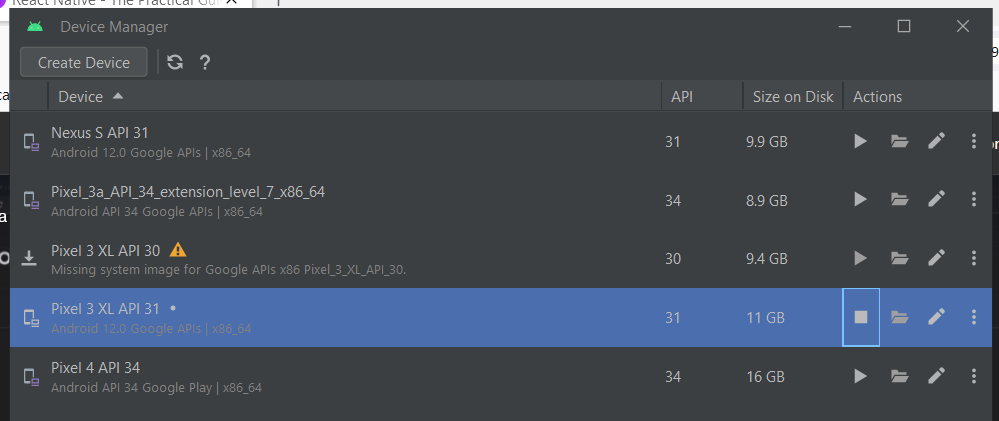 React Native - The Practical Gui
Device Manager
Create Device
?
Device API Size on Disk Actions
Nexus S API 31
Android 12.0 Google APIs | x86_64
31 9.9 GB
Pixel_3a_API_34_extension_level_7_x86_64
Android API 34 Google APIs | x86_64
34 8.9 GB
Pixel 3 XL API 30
Missing system image for Google APIs x86 Pixel_3_XL_API_30.
30 9.4 GB
Pixel 3 XL API 31 •
Android 12.0 Google APIs | x86_64
31 11 GB
Pixel 4 API 34
Android API 34 Google Play | x86_64
34 16 GB